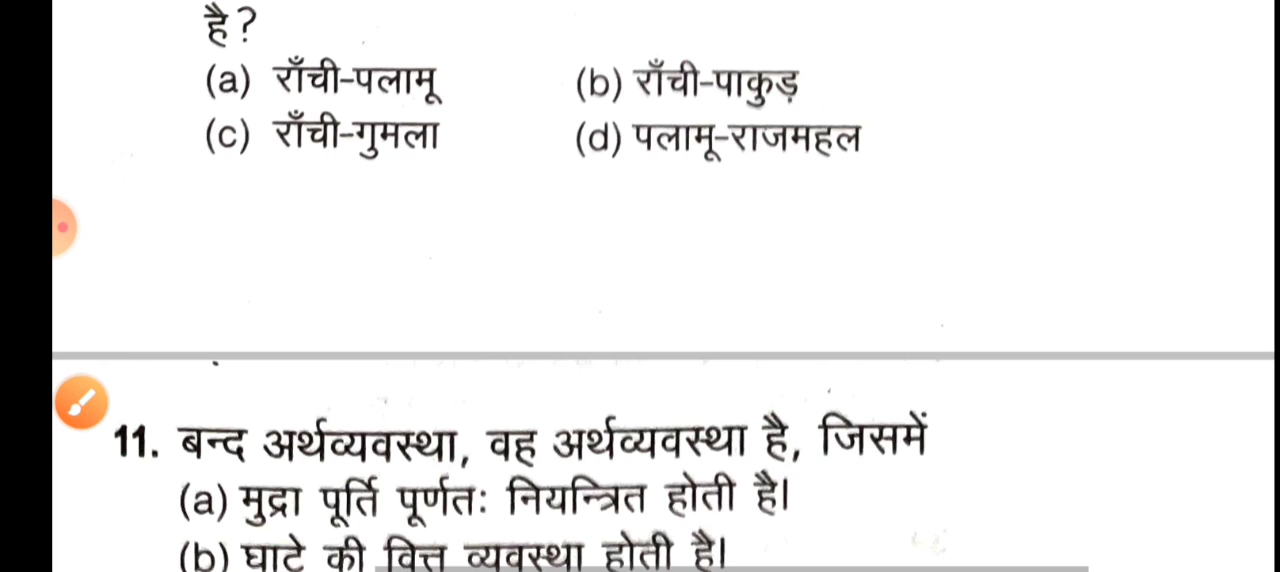 है?
(a) राँची-पलामू (b) राँची-पाकुड़
(c) राँची-गुमला (d) पलामू-राजमहल
11. बन्द अर्थव्यवस्था, वह अर्थव्यवस्था है, जिसमें
(a) मुद्रा पूर्ति पूर्णतः नियन्त्रित होती है।
(b) घाटे की वित्त व्यवस्था होती है।